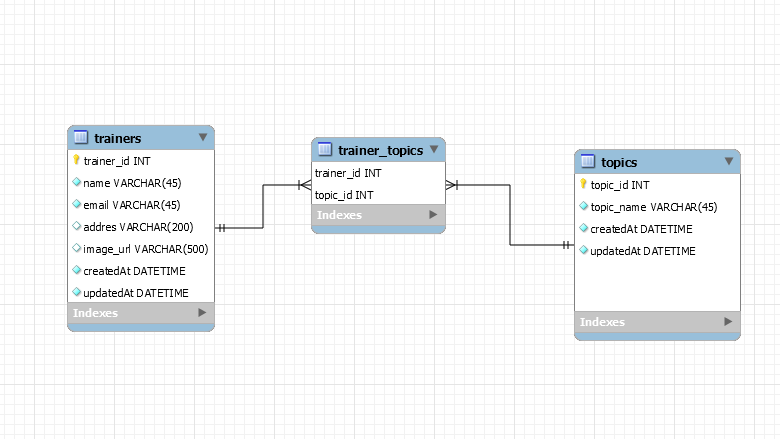 trainers
trainer_id INT
name VARCHAR(45)
email VARCHAR(45)
addres VARCHAR(200)
image_url VARCHAR(500)
createdAt DATETIME
updatedAt DATETIME
Indexes
trainer_topics
trainer_id INT
topic_id INT
Indexes
topics
topic_id INT
topic_name VARCHAR(45)
createdAt DATETIME
updatedAt DATETIME
Indexes